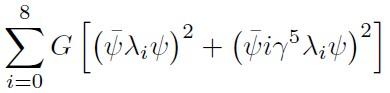 \sum_{i=0}^{8} G \left[ \left( \bar{\psi} \lambda_i \psi \right)^2 + \left( \bar{\psi} i \gamma^5 \lambda_i \psi \right)^2 \right]